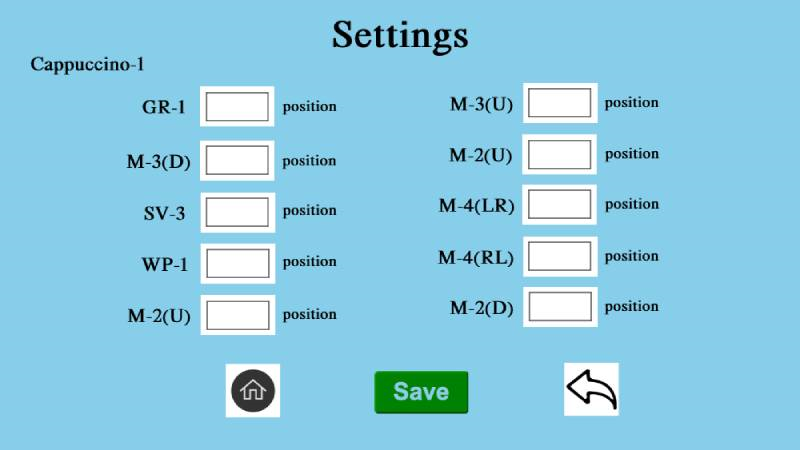 Settings
Cappuccino-1
GR-1 position
M-3(D) position
SV-3 position
WP-1 position
M-2(U) position
M-3(U) position
M-2(U) position
M-4(LR) position
M-4(RL) position
M-2(D) position
Save